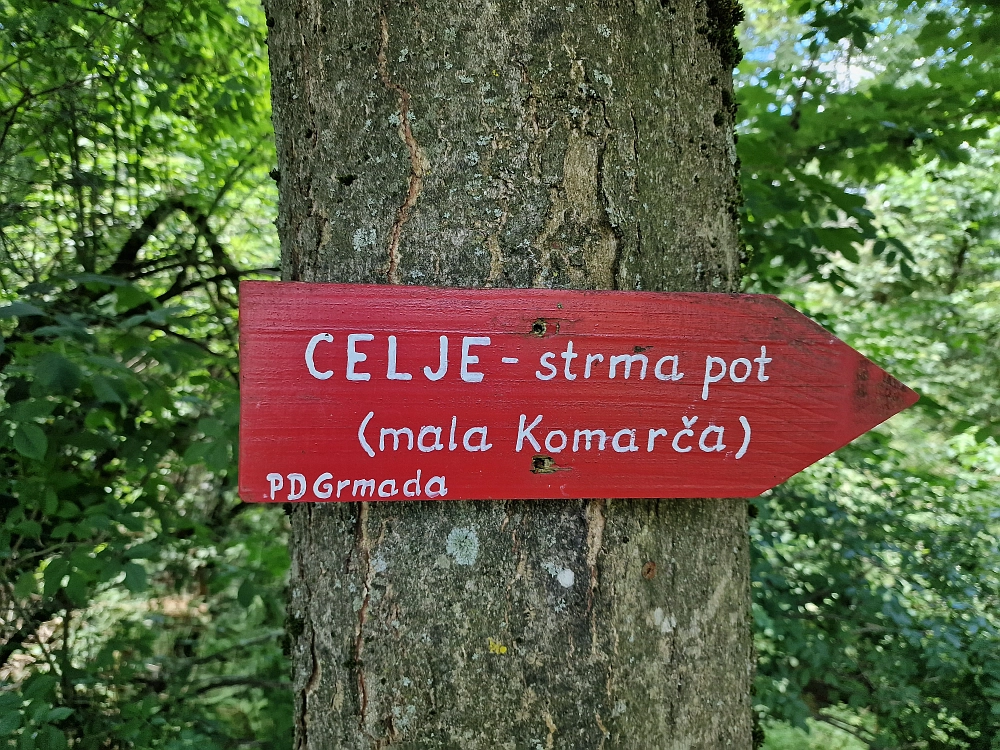 CELJE - strma pot
(mala Komarča)
PD Grmada